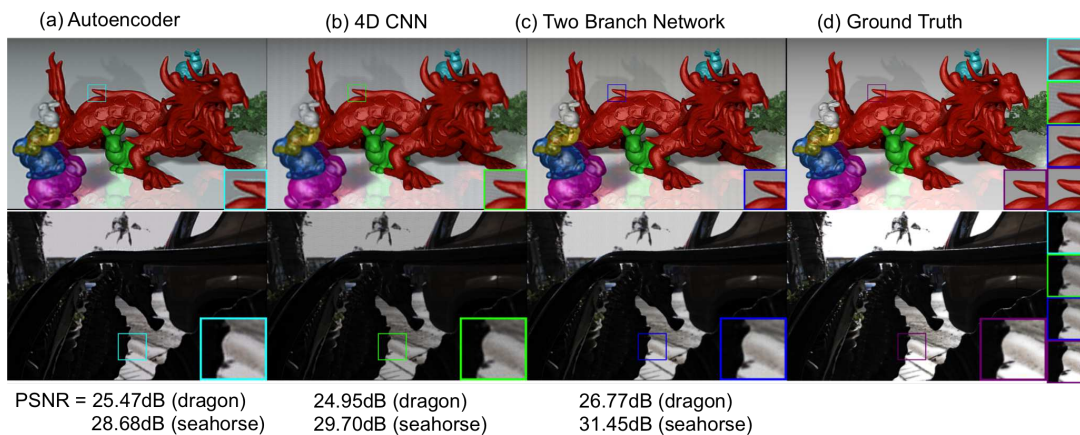 (a) Autoencoder (b) 4D CNN (c) Two Branch Network (d) Ground Truth
PSNR = 25.47dB (dragon) 24.95dB (dragon) 26.77dB (dragon)
28.68dB (seahorse) 29.70dB (seahorse) 31.45dB (seahorse)